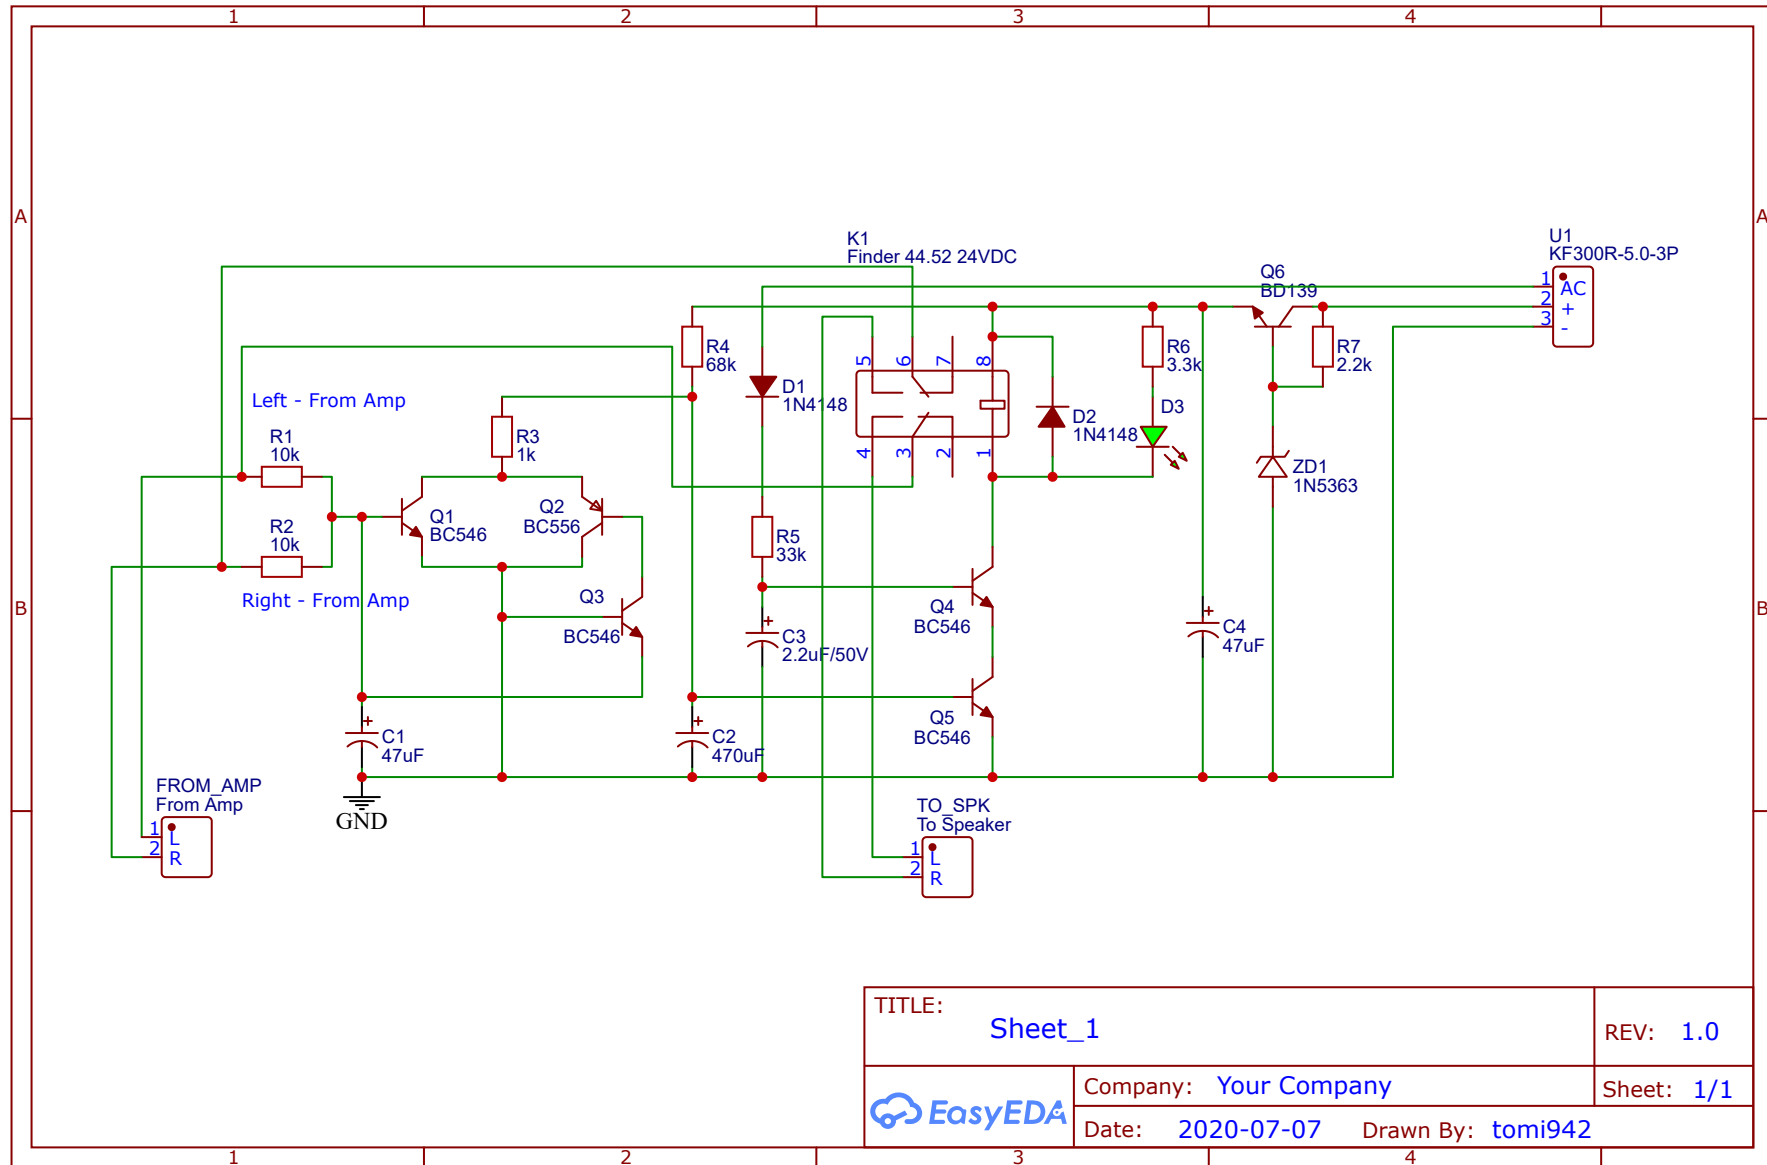 1 2 3 4
A A
B B
K1
Finder 44.52 24VDC
U1
KF300R-5.0-3P
1 AC
2 +
3 -
Q6
BD139
R4
68k
D1
1N4148
5 6 7 8
4 3 2 1
R6
3.3k
R7
2.2k
D2
1N4148
D3
ZD1
1N5363
Left - From Amp
R1
10k
R3
1k
Q1
BC546
Q2
BC556
R2
10k
Right - From Amp
Q3
BC546
R5
33k
Q4
BC546
+
C3
2.2uF/50V
+
C4
47uF
Q5
BC546
+
C1
47uF
+
C2
470uF
GND
FROM_AMP
From Amp
1 L
2 R
TO_SPK
To Speaker
1 L
2 R
TITLE:
Sheet_1
REV: 1.0
EasyEDA
Company: Your Company
Sheet: 1/1
Date: 2020-07-07 Drawn By: tomi942
1 2 3 4